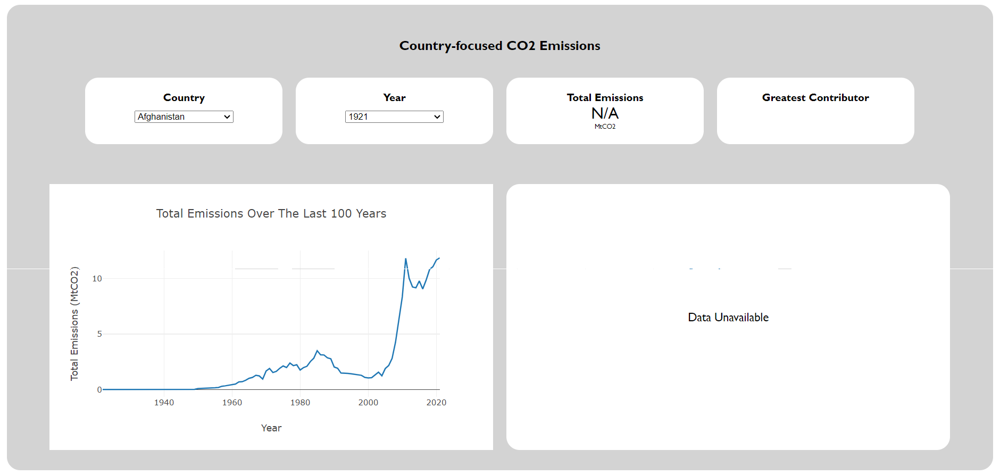 Country-focused CO2 Emissions
Country
Afghanistan
Year
1921
Total Emissions
N/A
MtCO2
Greatest Contributor
Total Emissions Over The Last 100 Years
Total Emissions (MtCO2)
10
5
0
1940 1960 1980 2000 2020
Year
Data Unavailable